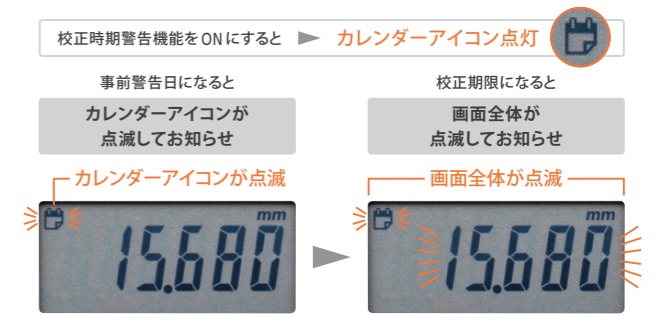 校正時期警告機能をONにすると ▶ カレンダーアイコン点灯
事前警告日になると
カレンダーアイコンが
点滅してお知らせ
カレンダーアイコンが点滅
mm
15.680
校正期限になると
画面全体が
点滅してお知らせ
画面全体が点滅
mm
15.680